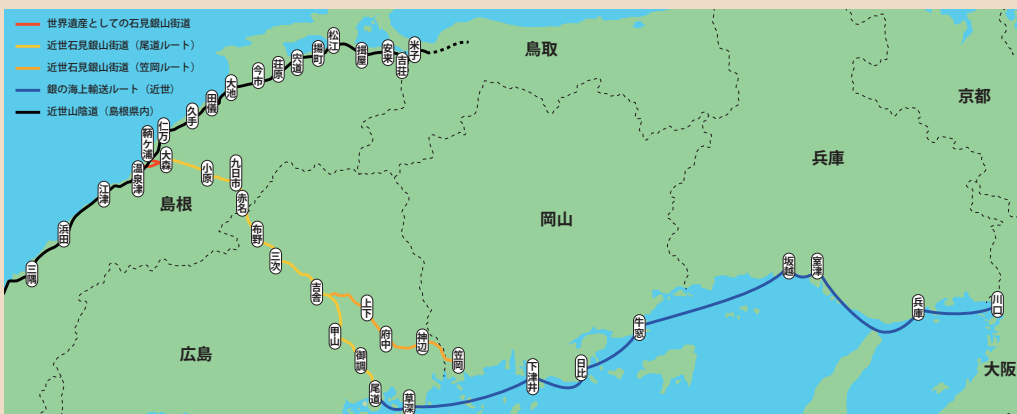 世界遺産としての石見銀山街道
近世石見銀山街道（尾道ルート）
近世石見銀山街道（笠岡ルート）
銀の海上輸送ルート（近世）
近世山陰道（島根県内）
鳥取
京都
兵庫
岡山
島根
広島
大阪
米子
安来
吉荘
揖屋
松江
揚町
宍道
荘原
今市
大池
田儀
久手
仁万
鞆ケ浦
大森
温泉津
江津
浜田
三隅
小原
九日市
赤名
布野
三次
吉舎
甲山
御調
尾道
上下
府中
神辺
笠岡
草深
下津井
日比
牛窓
坂越
室津
兵庫
川口